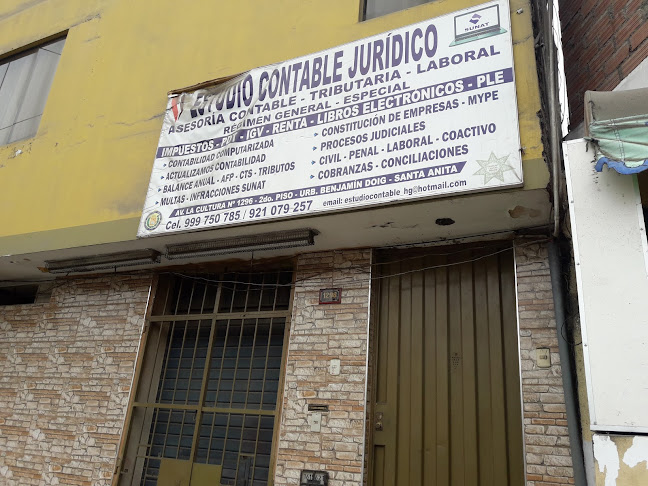 ESTUDIO CONTABLE JURÍDICO
SUNAT
ASESORÍA CONTABLE - TRIBUTARIA - LABORAL
RÉGIMEN GENERAL - ESPECIAL
IMPUESTOS - PDT - IGV - RENTA - LIBROS ELECTRÓNICOS - PLE
CONTABILIDAD COMPUTARIZADA
ACTUALIZAMOS CONTABILIDAD
BALANCE ANUAL - AFP - CTS - TRIBUTOS
MULTAS - INFRACCIONES SUNAT
CONSTITUCIÓN DE EMPRESAS - MYPE
PROCESOS JUDICIALES
CIVIL - PENAL - LABORAL - COACTIVO
COBRANZAS - CONCILIACIONES
AV. LA CULTURA N° 1296 - 2do. PISO - URB. BENJAMIN DOIG - SANTA ANITA
Cel. 999 750 785 / 921 079 257
email: estudiocontable_hg@hotmail.com